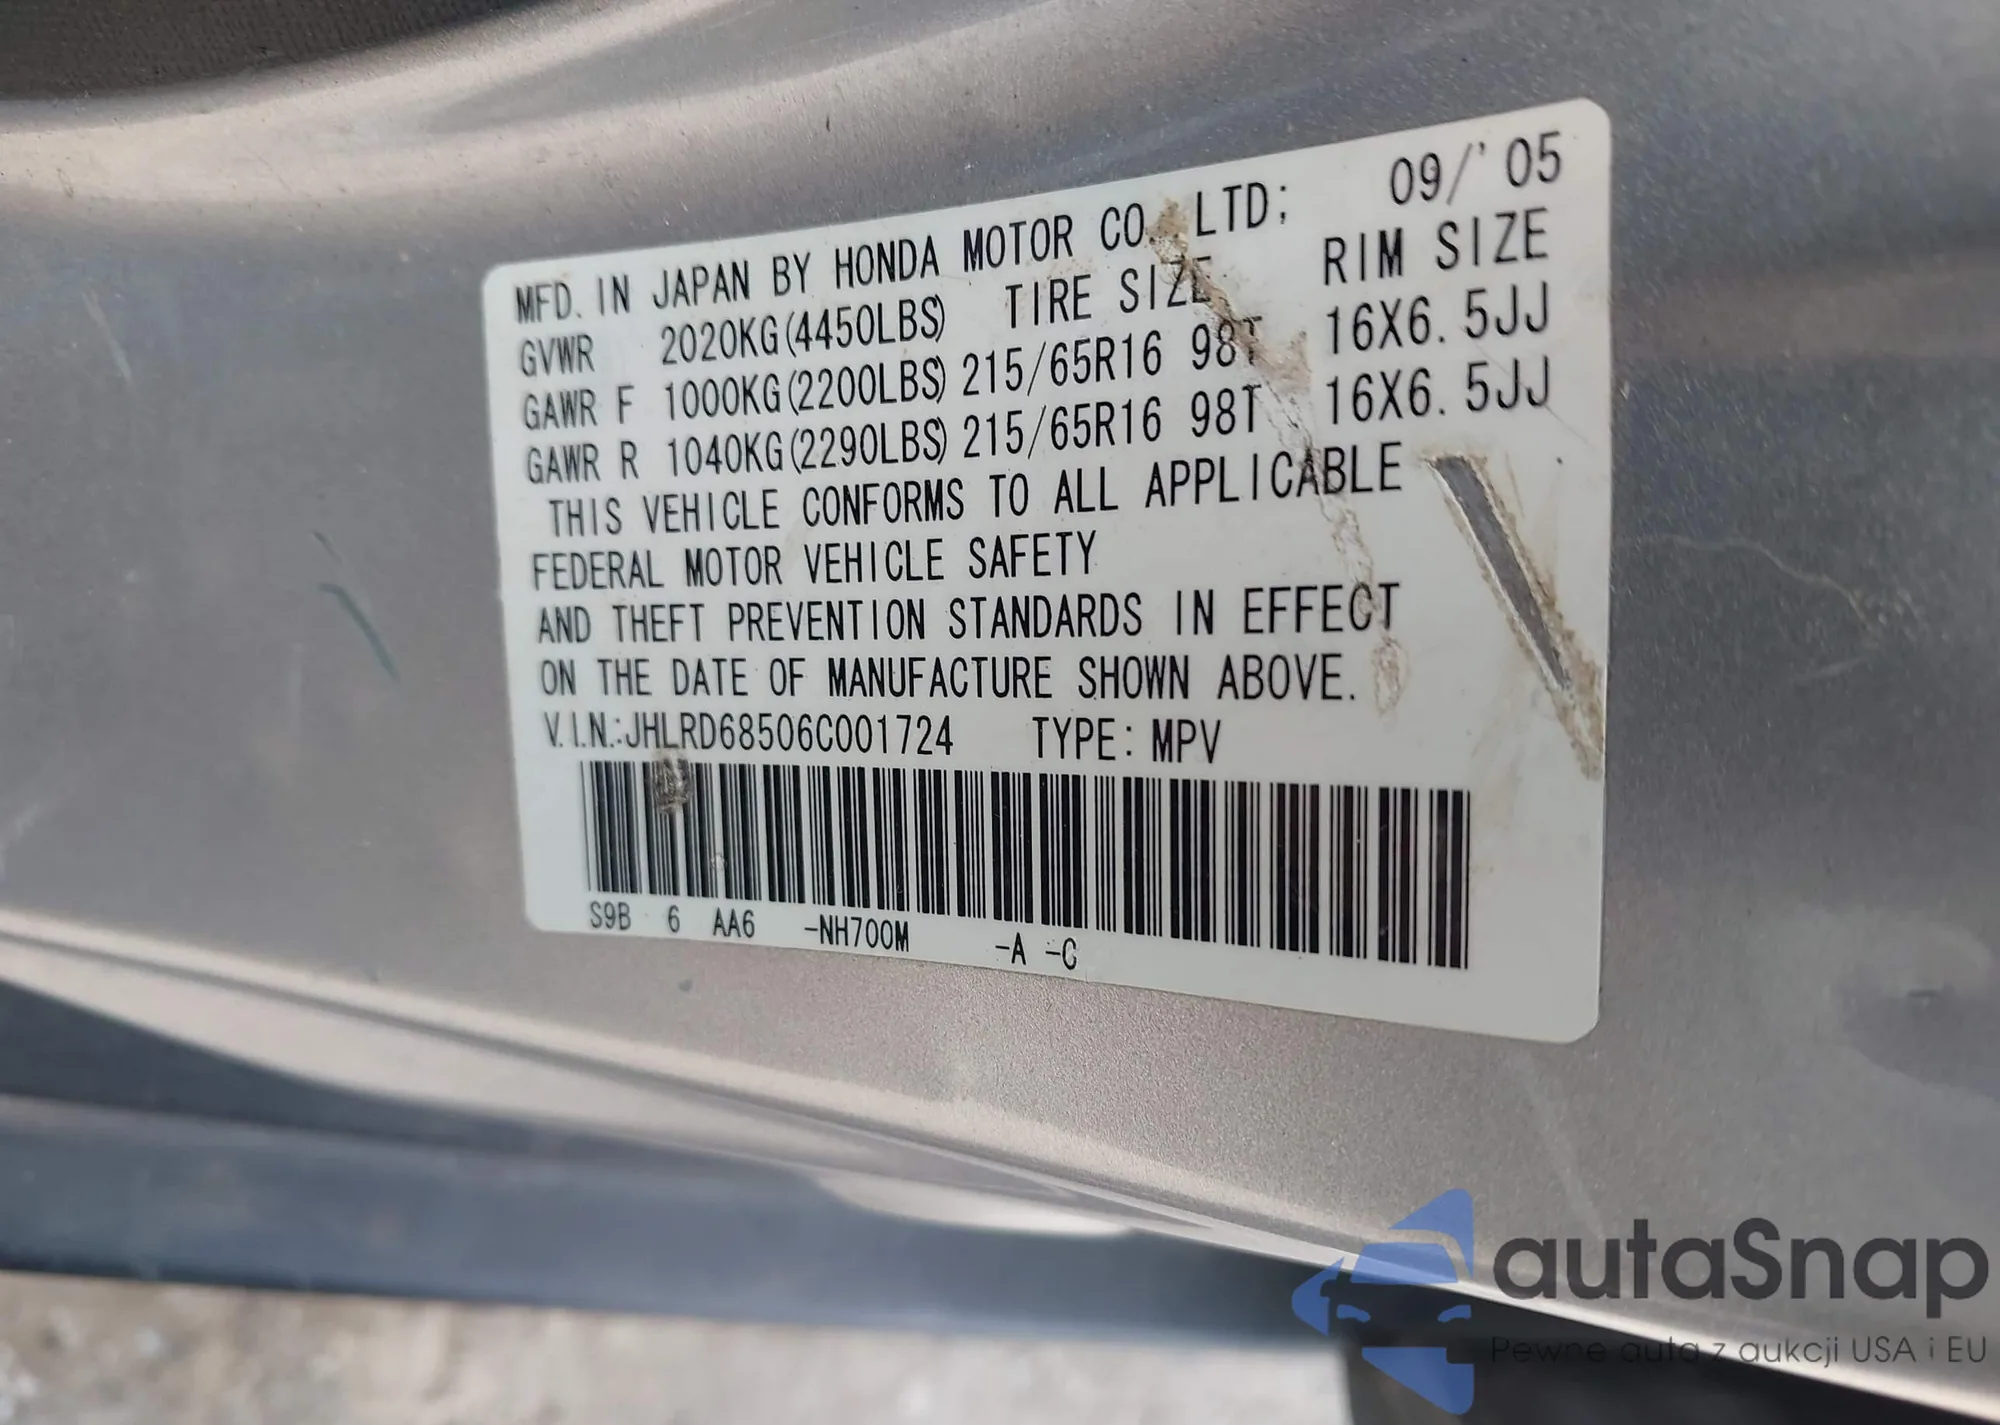 MFD. IN JAPAN BY HONDA MOTOR CO.,LTD; 09/'05
GVWR 2020KG(4450LBS) TIRE SIZE RIM SIZE
GAWR F 1000KG(2200LBS) 215/65R16 98T 16X6.5JJ
GAWR R 1040KG(2290LBS) 215/65R16 98T 16X6.5JJ
THIS VEHICLE CONFORMS TO ALL APPLICABLE
FEDERAL MOTOR VEHICLE SAFETY
AND THEFT PREVENTION STANDARDS IN EFFECT
ON THE DATE OF MANUFACTURE SHOWN ABOVE.
V.I.N.:JHLRD68506C001724 TYPE: MPV
S9B 6 AA6 -NH700M -A -C
autaSnap
Pewne auta z aukcji USA i EU